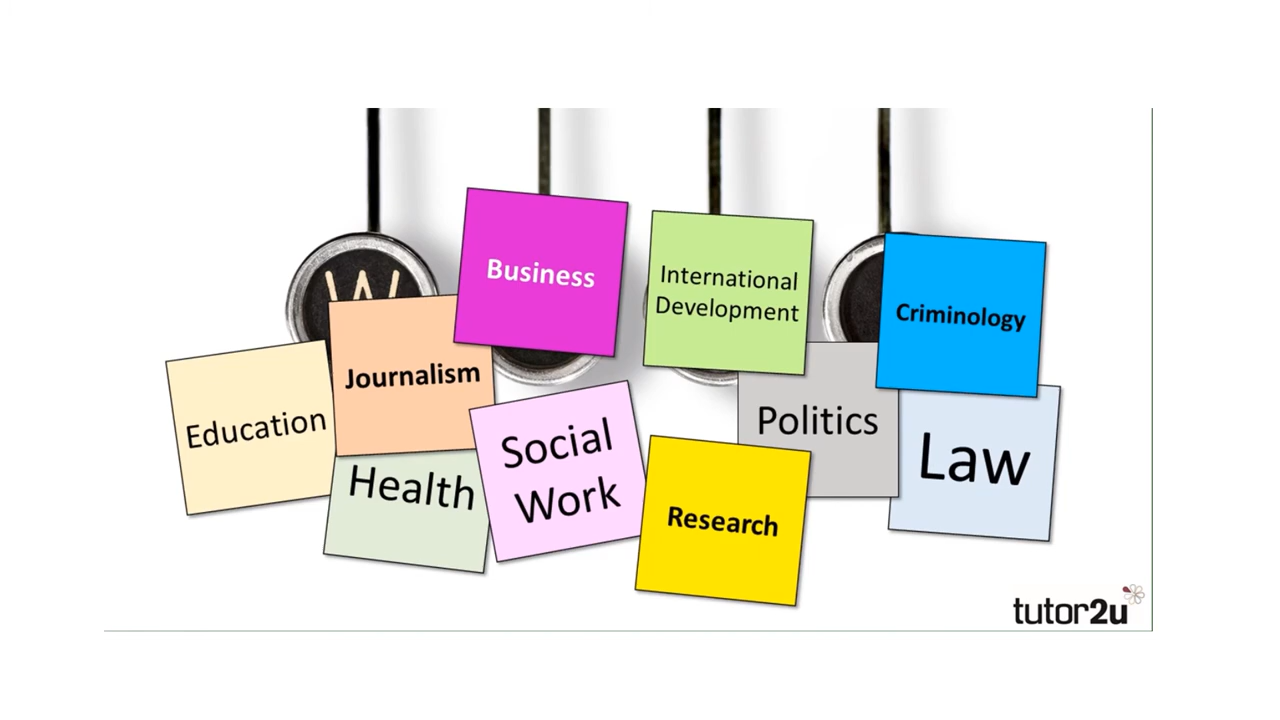 W
Business
International
Development
Criminology
Journalism
Education
Politics
Social
Work
Law
Health
Research
tutor2u